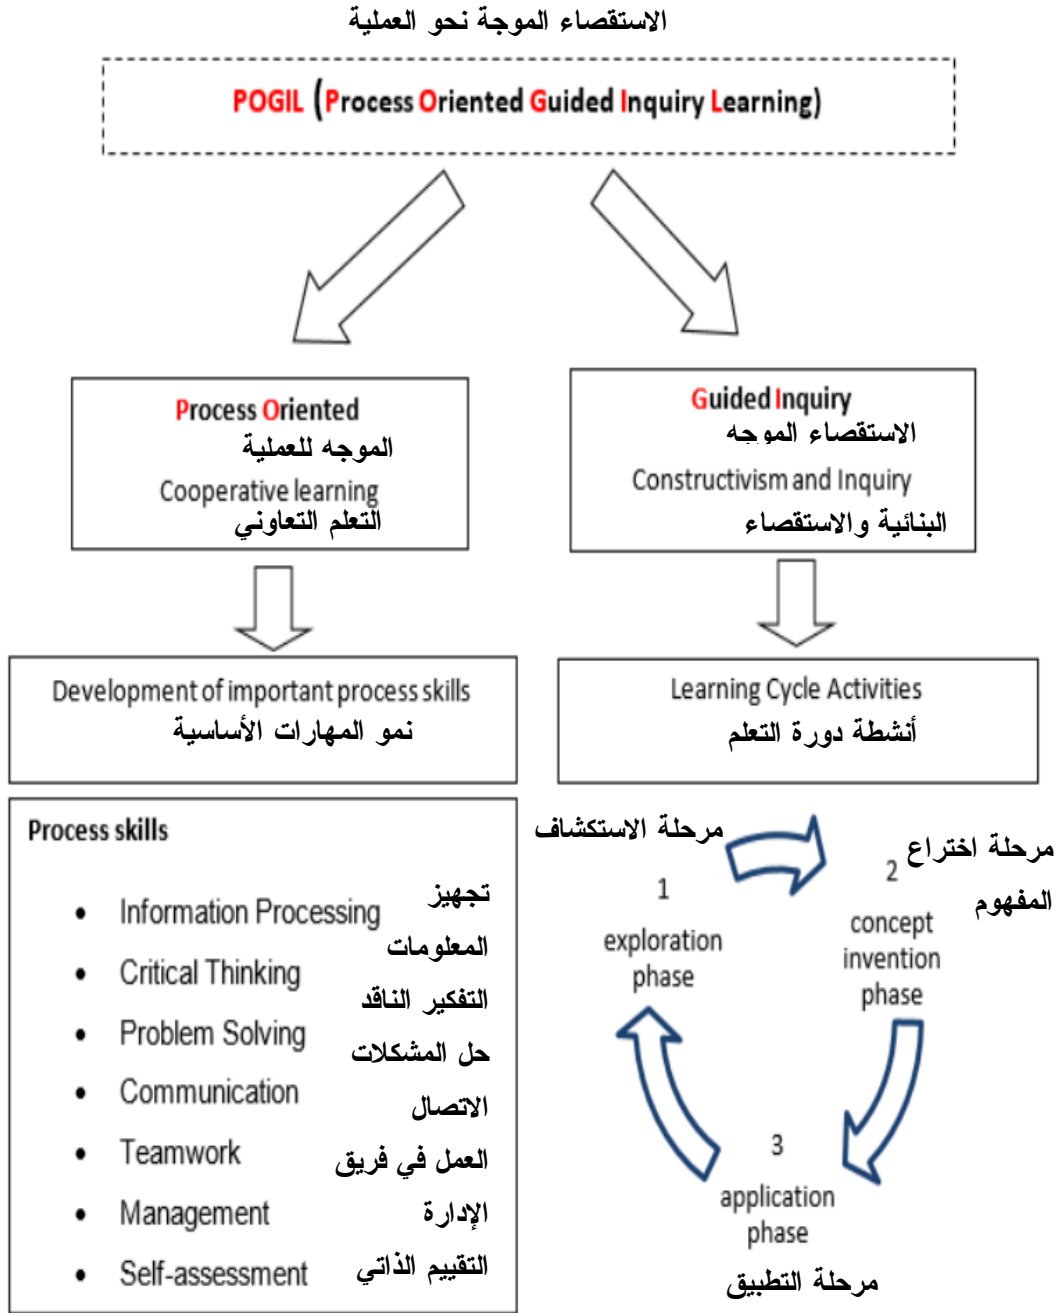 الاستقصاء الموجة نحو العملية
POGIL (Process Oriented Guided Inquiry Learning)
Process Oriented
الموجه للعملية
Cooperative learning
التعلم التعاوني
Guided Inquiry
الاستقصاء الموجه
Constructivism and Inquiry
البنائية والاستقصاء
Development of important process skills
نمو المهارات الأساسية
Learning Cycle Activities
أنشطة دورة التعلم
Process skills
• Information Processing
تجهيز
المعلومات
• Critical Thinking
التفكير الناقد
• Problem Solving
حل المشكلات
• Communication
الاتصال
• Teamwork
العمل في فريق
• Management
الإدارة
• Self-assessment
التقييم الذاتي
مرحلة الاستكشاف
1
exploration
phase
مرحلة اختراع
المفهوم
2
concept
invention
phase
3
application
phase
مرحلة التطبيق